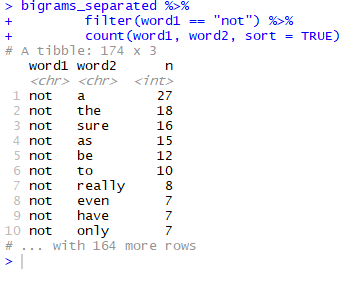 > bigrams_separated %>%
+       filter(word1 == "not") %>%
+       count(word1, word2, sort = TRUE)
# A tibble: 174 x 3
   word1 word2      n
   <chr> <chr>  <int>
 1 not   a         27
 2 not   the       18
 3 not   sure      16
 4 not   as        15
 5 not   be        12
 6 not   to        10
 7 not   really     8
 8 not   even       7
 9 not   have       7
10 not   only       7
# ... with 164 more rows
>